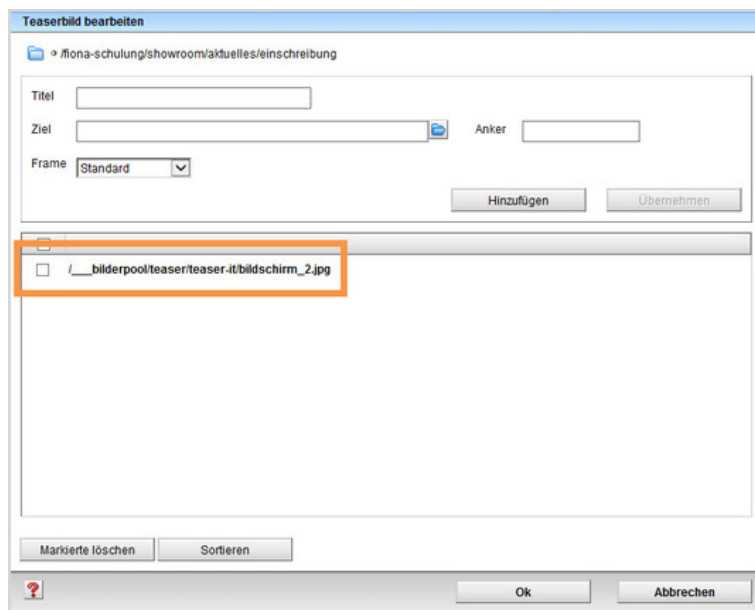 Teaserbild bearbeiten
/fiona-schulung/showroom/aktuelles/einschreibung
Titel
Ziel Anker
Frame Standard
Hinzufügen Übernehmen
/___bilderpool/teaser/teaser-it/bildschirm_2.jpg
Markierte löschen Sortieren
? Ok Abbrechen